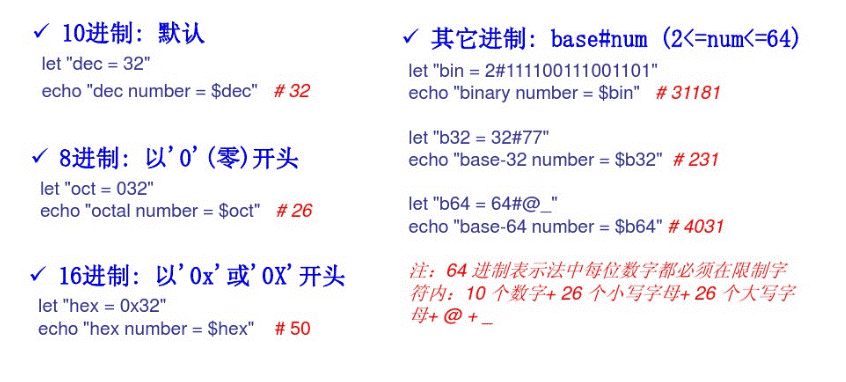 ✓ 10进制: 默认
let "dec = 32"
echo "dec number = $dec" # 32
✓ 8进制: 以'0'(零)开头
let "oct = 032"
echo "octal number = $oct" # 26
✓ 16进制: 以'0x'或'0X'开头
let "hex = 0x32"
echo "hex number = $hex" # 50
✓ 其它进制: base#num (2<=num<=64)
let "bin = 2#111100111001101"
echo "binary number = $bin" # 31181
let "b32 = 32#77"
echo "base-32 number = $b32" # 231
let "b64 = 64#@_"
echo "base-64 number = $b64" # 4031
注: 64 进制表示法中每位数字都必须在限制字
符内: 10 个数字+ 26 个小写字母+ 26 个大写字
母+ @ + _